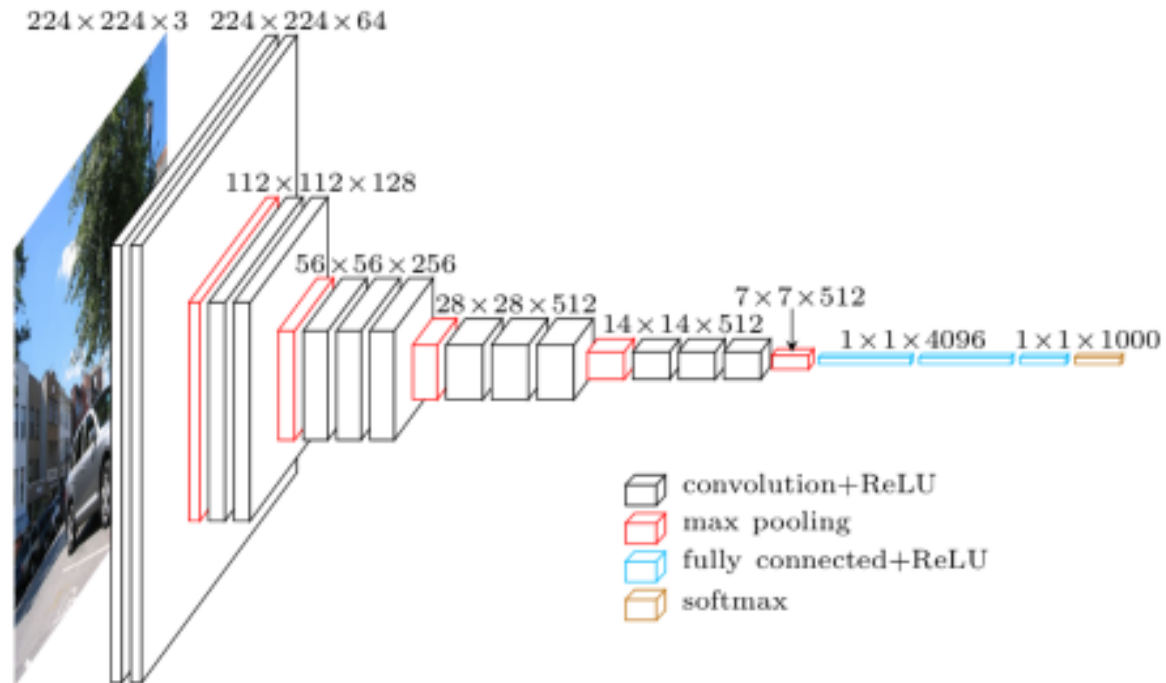 224×224×3
224×224×64
112×112×128
56×56×256
28×28×512
14×14×512
7×7×512
1×1×4096
1×1×1000
convolution+ReLU
max pooling
fully connected+ReLU
softmax